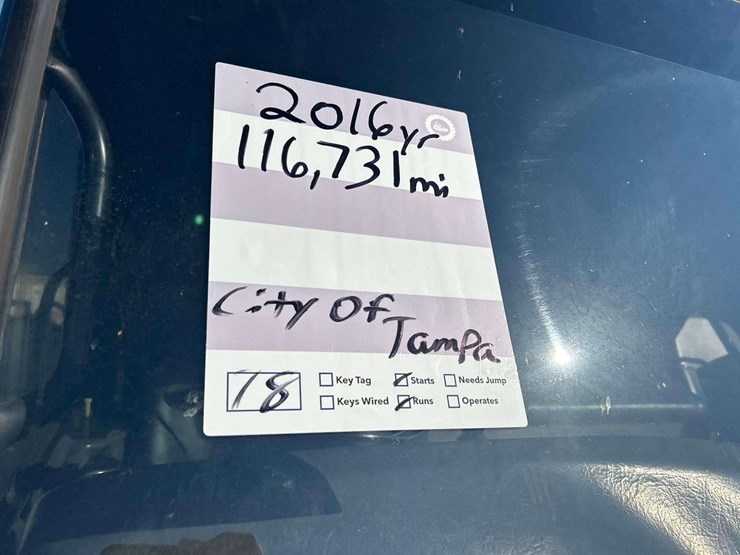 2016yr
116,731mi
City Of
Tampa
18 Key Tag Starts Needs Jump
Keys Wired Runs Operates